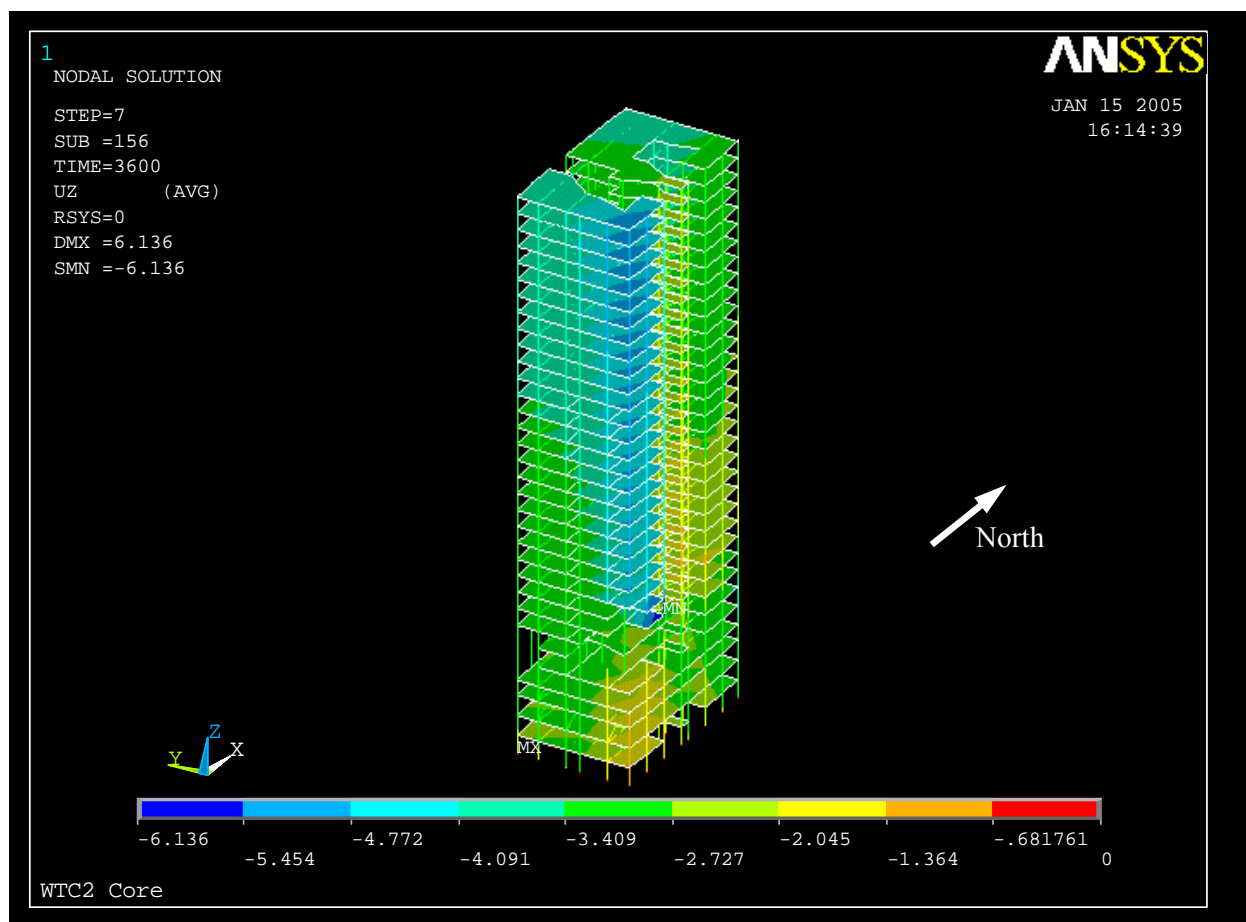 1
ANSYS
NODAL SOLUTION
JAN 15 2005
16:14:39
STEP=7
SUB =156
TIME=3600
UZ (AVG)
RSYS=0
DMX =6.136
SMN =-6.136
North
MN
MX
Z
Y
X
-6.136 -4.772 -3.409 -2.045 -.681761
-5.454 -4.091 -2.727 -1.364 0
WTC2 Core